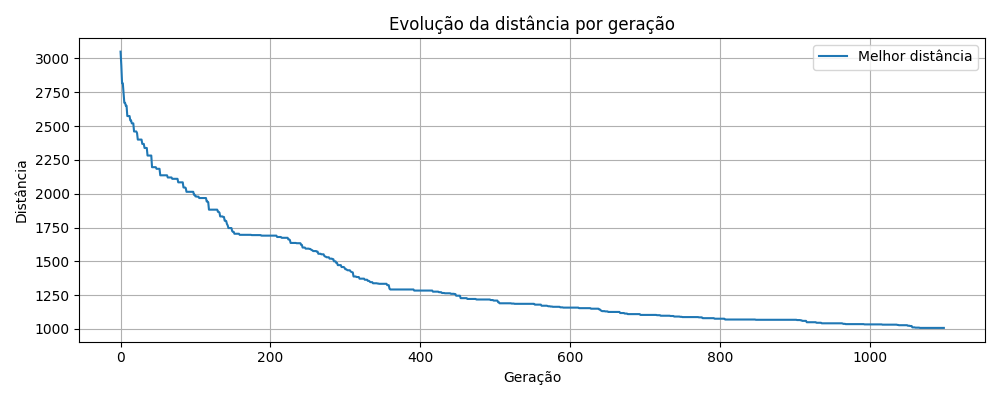 Evolução da distância por geração
Melhor distância
Distância
3000
2750
2500
2250
2000
1750
1500
1250
1000
0 200 400 600 800 1000
Geração